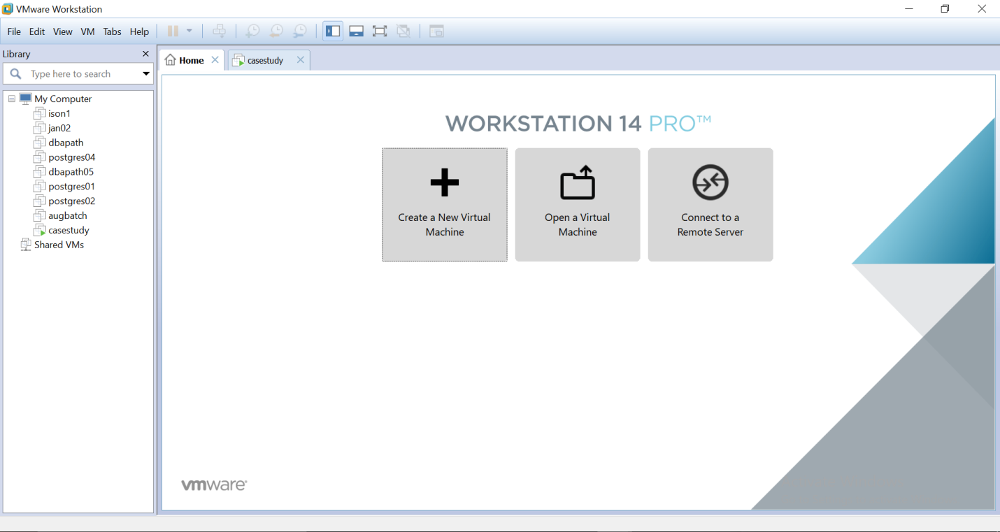 VMware Workstation
File Edit View VM Tabs Help
Library
Type here to search
My Computer
ison1
jan02
dbapath
postgres04
dbapath05
postgres01
postgres02
augbatch
casestudy
Shared VMs
Home
casestudy
WORKSTATION 14 PRO™
Create a New Virtual
Machine
Open a Virtual
Machine
Connect to a
Remote Server
vmware®